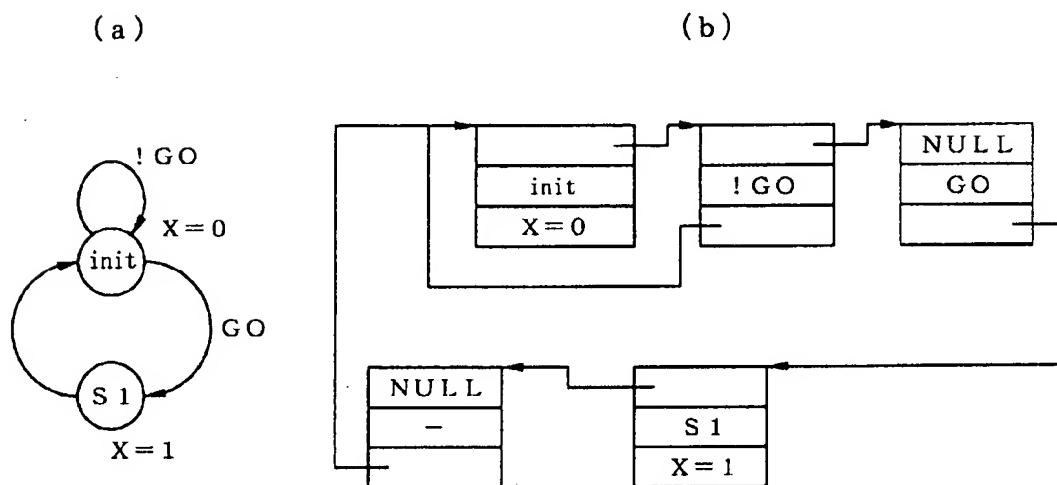 (a)
! GO
X=0
init
GO
S1
X=1
(b)
init
X=0
!GO
NULL
GO
NULL
–
S1
X=1